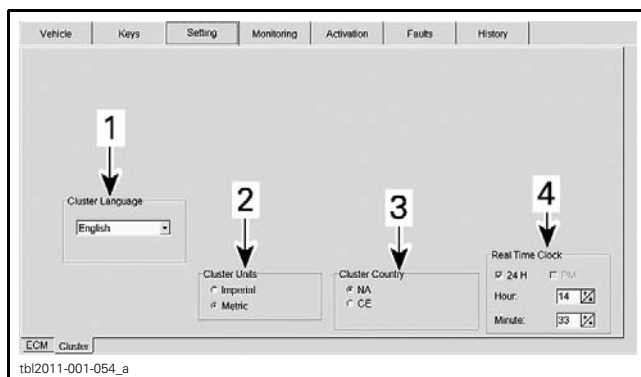 Vehicle Keys Setting Monitoring Activation Faults History
1
2
3
4
Cluster Language
English
Cluster Units
Imperial
Metric
Cluster Country
NA
CE
Real Time Clock
24 H PM
Hour: 14
Minute: 33
ECM Cluster
tbl2011-001-054_a